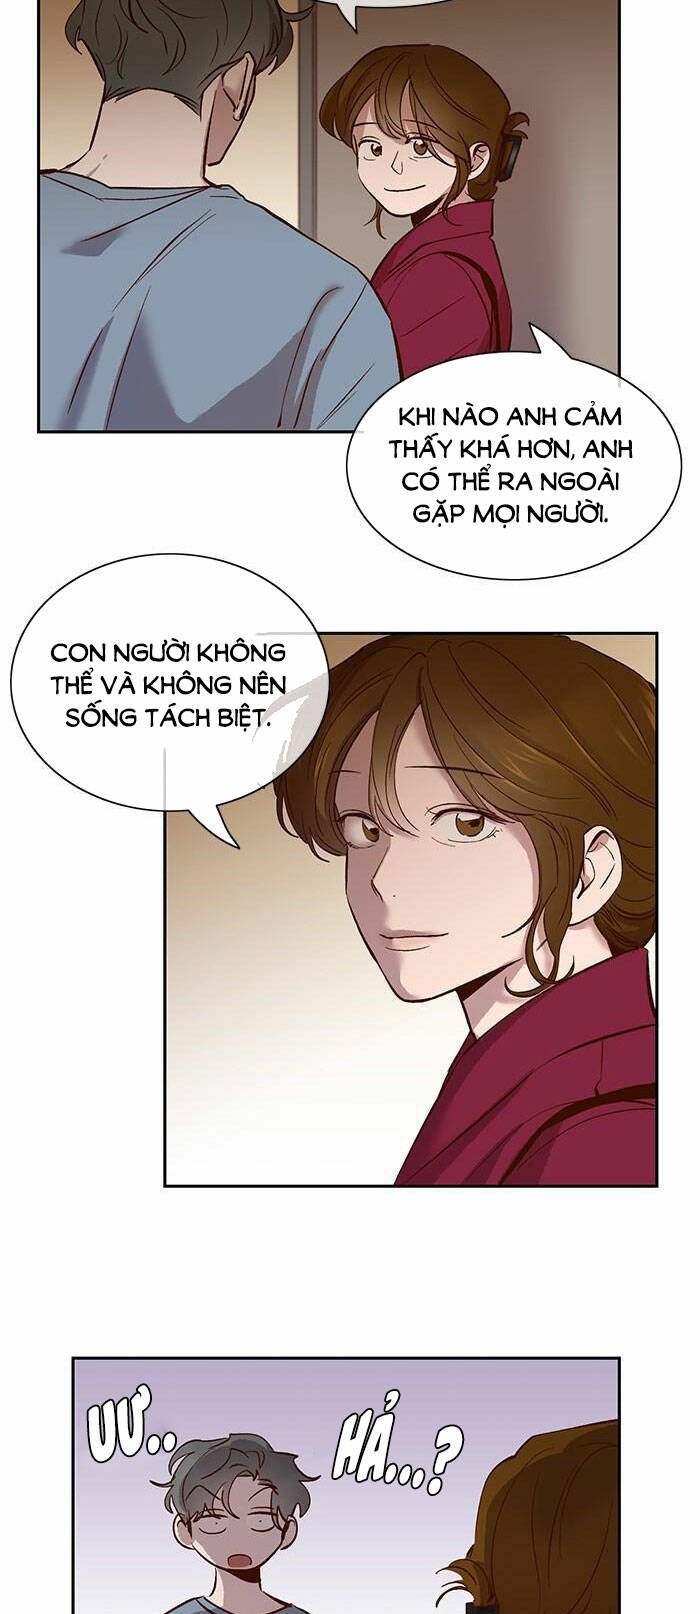 KHI NÀO ANH CẢM
THẤY KHÁ HƠN, ANH
CÓ THỂ RA NGOÀI
GẶP MỌI NGƯỜI.
CON NGƯỜI KHÔNG
THỂ VÀ KHÔNG NÊN
SỐNG TÁCH BIỆT.
UƯ..
HẢ...?